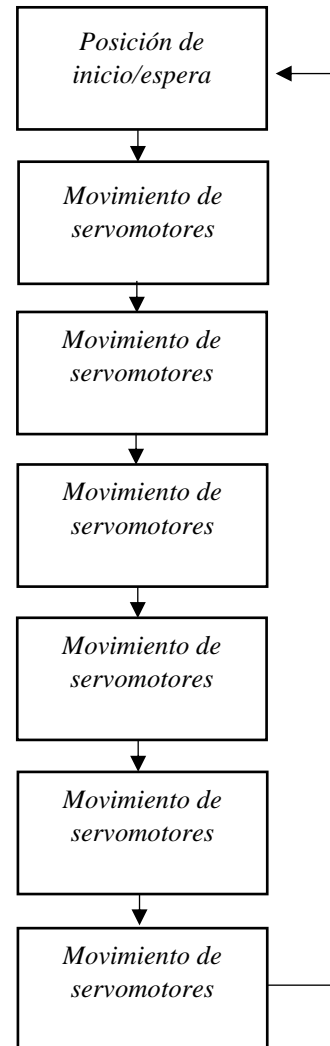 Posición de
inicio/espera
Movimiento de
servomotores
Movimiento de
servomotores
Movimiento de
servomotores
Movimiento de
servomotores
Movimiento de
servomotores
Movimiento de
servomotores